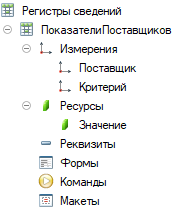 Регистры сведений
ПоказателиПоставщиков
Измерения
Поставщик
Критерий
Ресурсы
Значение
Реквизиты
Формы
Команды
Макеты